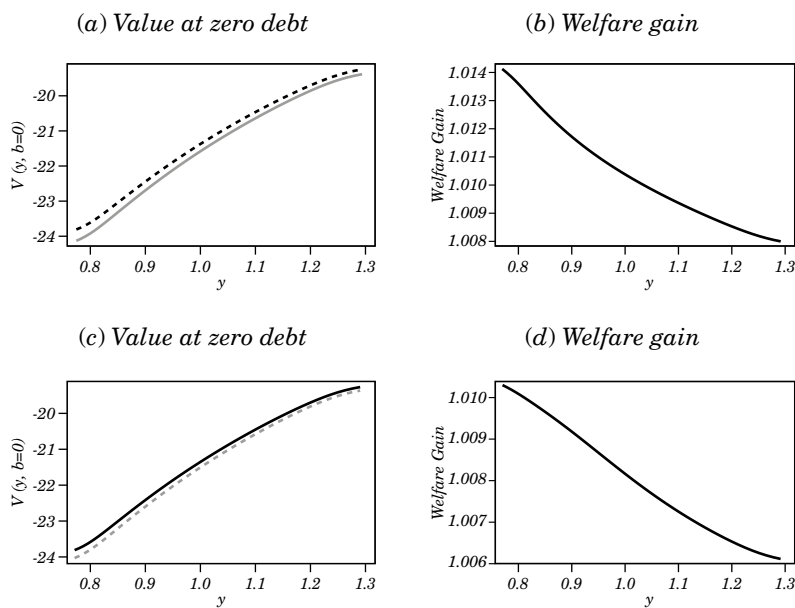 (a) Value at zero debt
V (y, b=0)
-20
-21
-22
-23
-24
0.8 0.9 1.0 1.1 1.2 1.3
y
(b) Welfare gain
Welfare Gain
1.014
1.013
1.012
1.011
1.010
1.009
1.008
0.8 0.9 1.0 1.1 1.2 1.3
y
(c) Value at zero debt
V (y, b=0)
-20
-21
-22
-23
-24
0.8 0.9 1.0 1.1 1.2 1.3
y
(d) Welfare gain
Welfare Gain
1.010
1.009
1.008
1.007
1.006
0.8 0.9 1.0 1.1 1.2 1.3
y